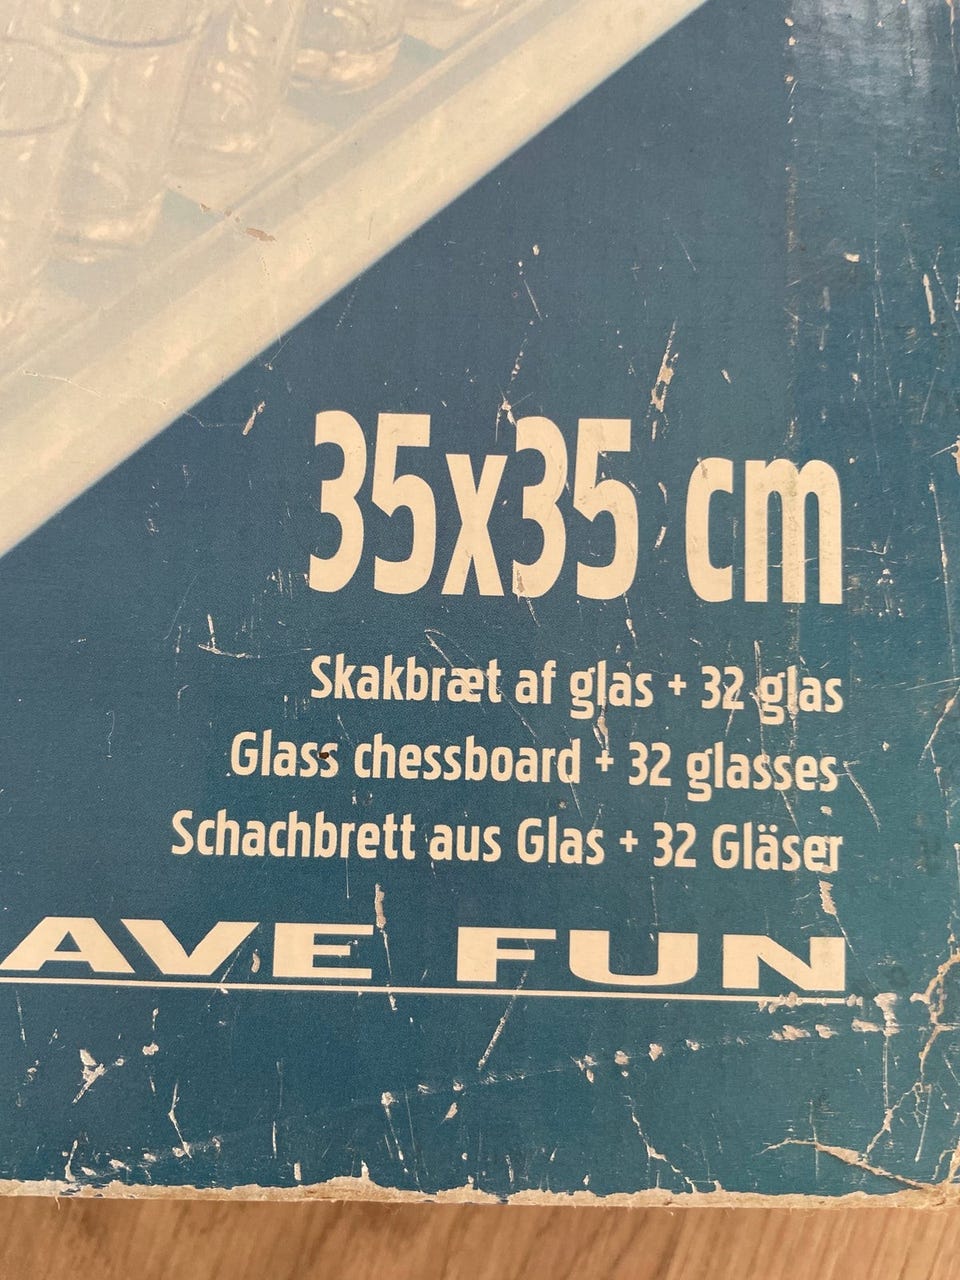 35x35 cm
Skakbræt af glas + 32 glas
Glass chessboard + 32 glasses
Schachbrett aus Glas + 32 Gläser
AVE FUN